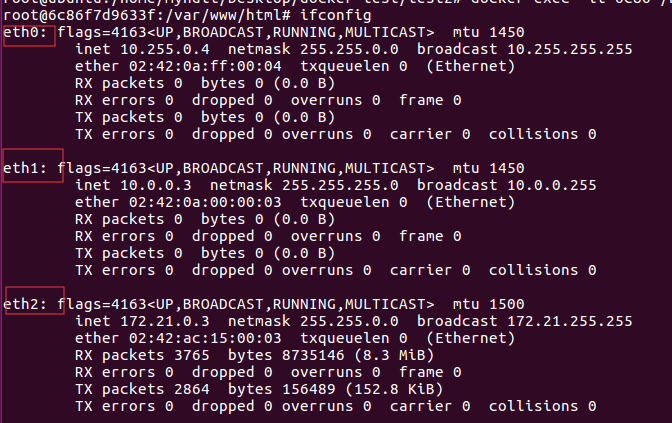 root@6c86f7d9633f:/var/www/html# ifconfig
eth0: flags=4163<UP,BROADCAST,RUNNING,MULTICAST>  mtu 1450
        inet 10.255.0.4  netmask 255.255.0.0  broadcast 10.255.255.255
        ether 02:42:0a:ff:00:04  txqueuelen 0  (Ethernet)
        RX packets 0  bytes 0 (0.0 B)
        RX errors 0  dropped 0  overruns 0  frame 0
        TX packets 0  bytes 0 (0.0 B)
        TX errors 0  dropped 0 overruns 0  carrier 0  collisions 0
eth1: flags=4163<UP,BROADCAST,RUNNING,MULTICAST>  mtu 1450
        inet 10.0.0.3  netmask 255.255.255.0  broadcast 10.0.0.255
        ether 02:42:0a:00:00:03  txqueuelen 0  (Ethernet)
        RX packets 0  bytes 0 (0.0 B)
        RX errors 0  dropped 0  overruns 0  frame 0
        TX packets 0  bytes 0 (0.0 B)
        TX errors 0  dropped 0 overruns 0  carrier 0  collisions 0
eth2: flags=4163<UP,BROADCAST,RUNNING,MULTICAST>  mtu 1500
        inet 172.21.0.3  netmask 255.255.0.0  broadcast 172.21.255.255
        ether 02:42:ac:15:00:03  txqueuelen 0  (Ethernet)
        RX packets 3765  bytes 8735146 (8.3 MiB)
        RX errors 0  dropped 0  overruns 0  frame 0
        TX packets 2864  bytes 156489 (152.8 KiB)
        TX errors 0  dropped 0 overruns 0  carrier 0  collisions 0